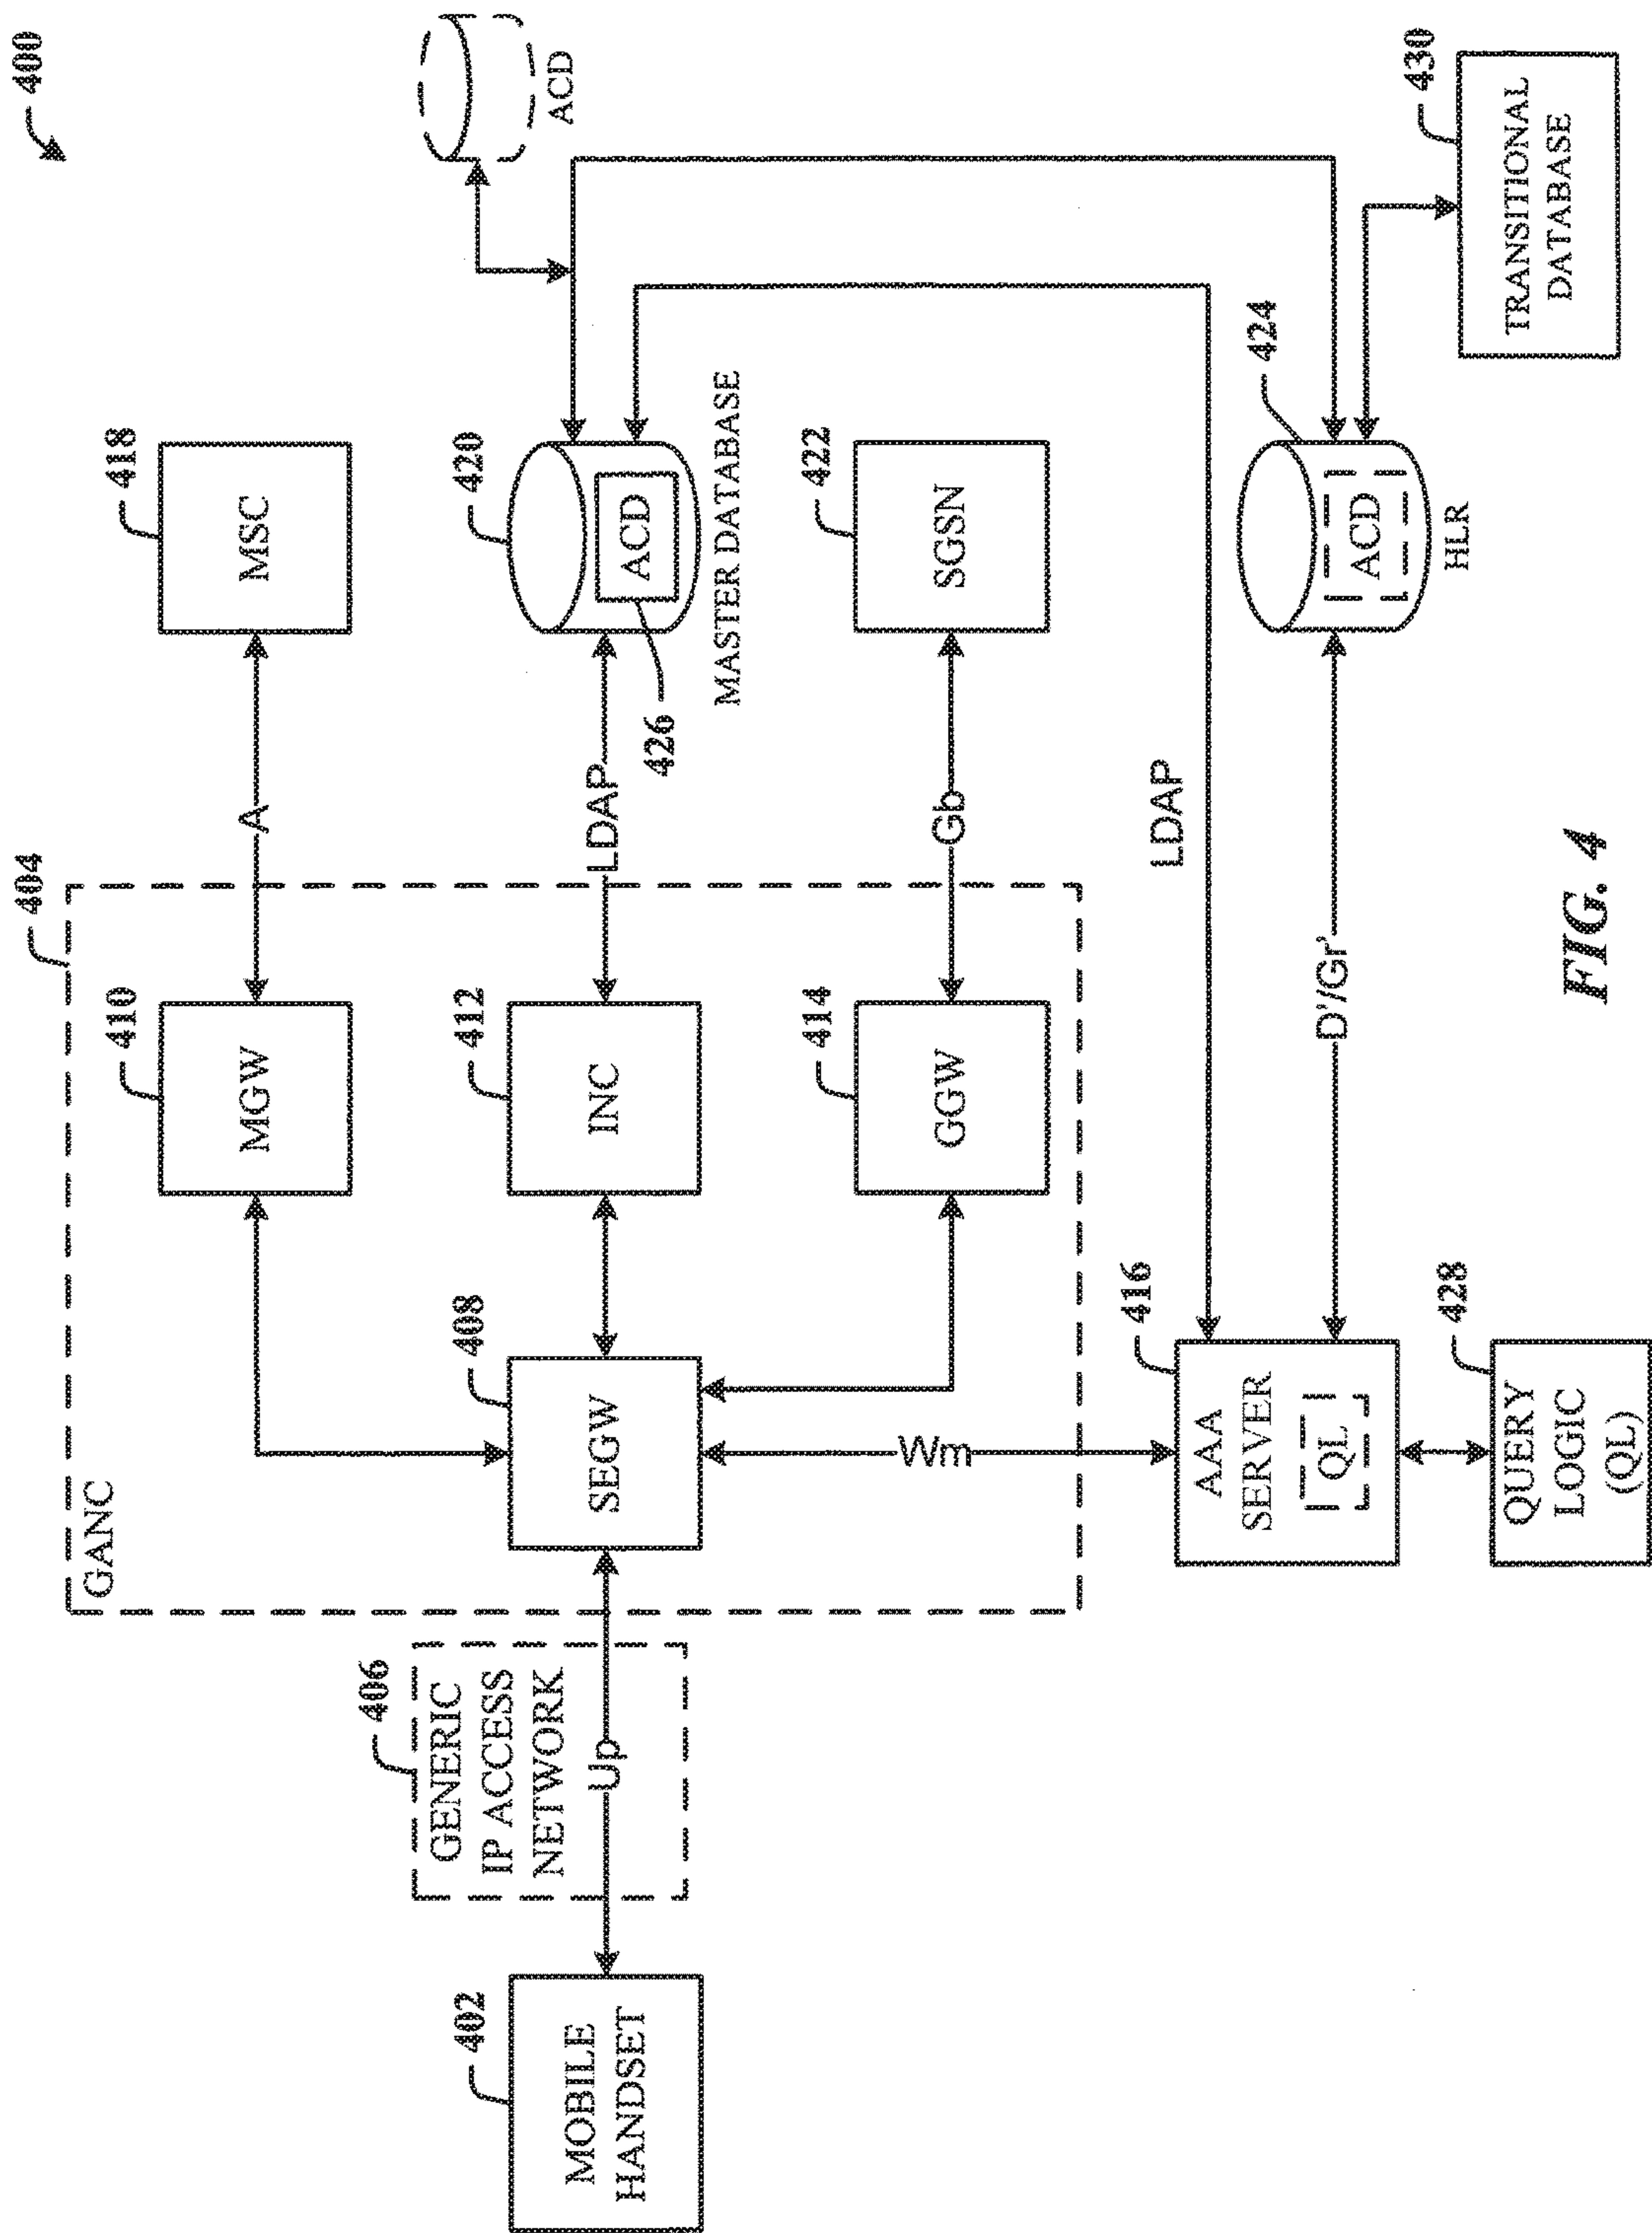 400
404
GANC
410
MGW
A
418
MSC
ACD
406
GENERIC
IP ACCESS
NETWORK
Up
402
MOBILE
HANDSET
408
SEGW
412
INC
LDAP
420
ACD
426
MASTER DATABASE
414
GGW
Gb
422
SGSN
Wm
LDAP
416
AAA
SERVER
QL
D'/Gr'
424
ACD
HLR
428
QUERY
LOGIC
(QL)
430
TRANSITIONAL
DATABASE
FIG. 4